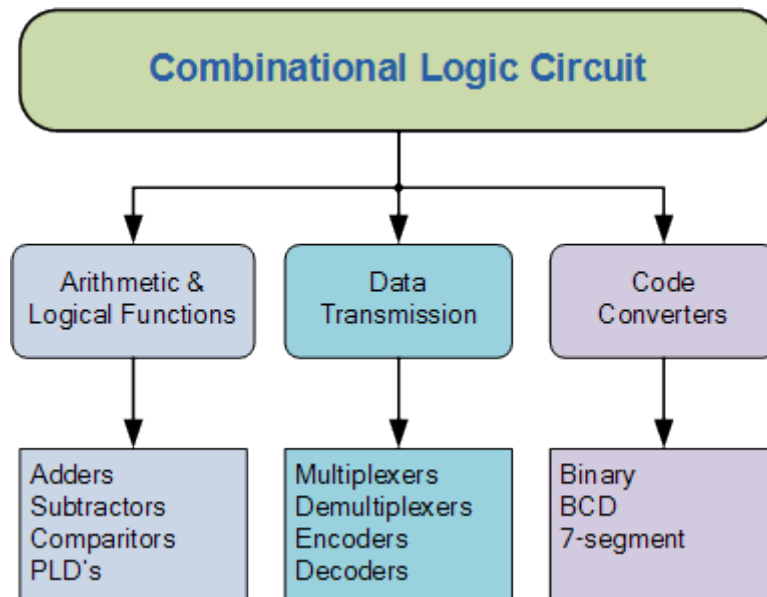 Combinational Logic Circuit
Arithmetic &
Logical Functions
Data
Transmission
Code
Converters
Adders
Subtractors
Comparitors
PLD's
Multiplexers
Demultiplexers
Encoders
Decoders
Binary
BCD
7-segment